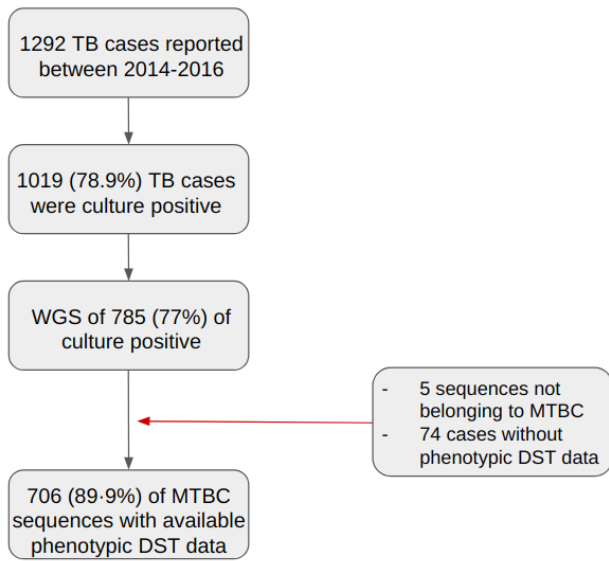 1292 TB cases reported
between 2014-2016
1019 (78.9%) TB cases
were culture positive
WGS of 785 (77%) of
culture positive
- 5 sequences not
belonging to MTBC
- 74 cases without
phenotypic DST data
706 (89·9%) of MTBC
sequences with available
phenotypic DST data